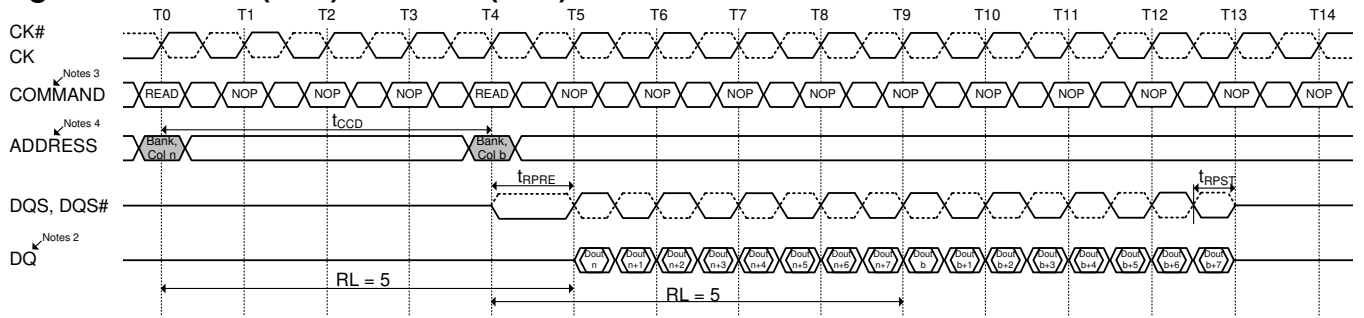 T0 T1 T2 T3 T4 T5 T6 T7 T8 T9 T10 T11 T12 T13 T14
CK#
CK
Notes 3
COMMAND READ NOP NOP NOP READ NOP NOP NOP NOP NOP NOP NOP NOP NOP NOP
Notes 4
tCCD
ADDRESS Bank, Col n Bank, Col b
tRPRE tRPST
DQS, DQS#
Notes 2
DQ Dout n Dout n+1 Dout n+2 Dout n+3 Dout n+4 Dout n+5 Dout n+6 Dout n+7 Dout b Dout b+1 Dout b+2 Dout b+3 Dout b+4 Dout b+5 Dout b+6 Dout b+7
RL = 5
RL = 5